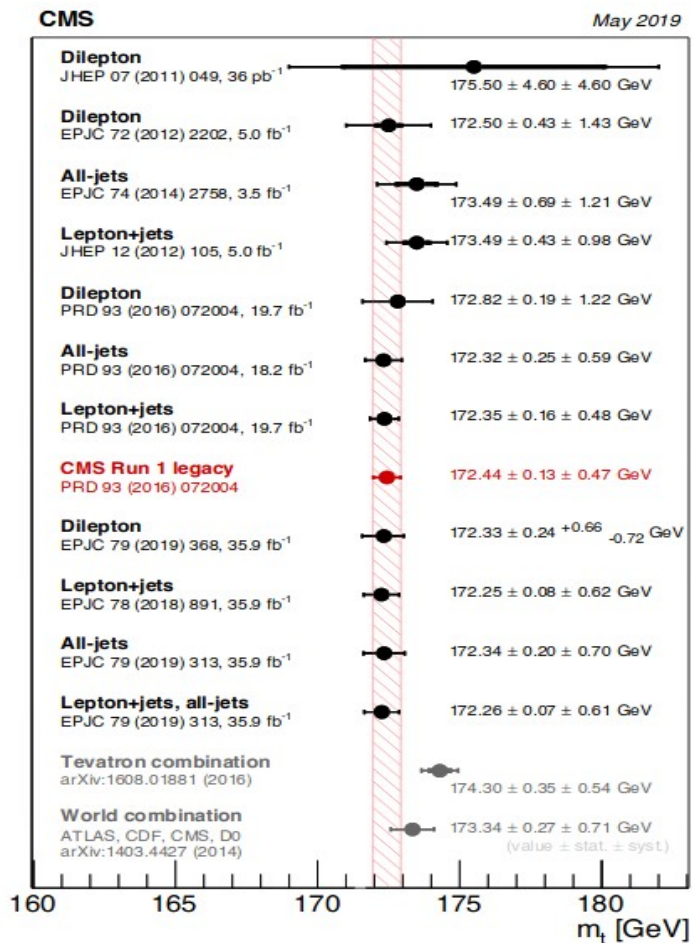 CMS May 2019
Dilepton
JHEP 07 (2011) 049, 36 pb⁻¹
175.50 ± 4.60 ± 4.60 GeV
Dilepton
EPJC 72 (2012) 2202, 5.0 fb⁻¹
172.50 ± 0.43 ± 1.43 GeV
All-jets
EPJC 74 (2014) 2758, 3.5 fb⁻¹
173.49 ± 0.69 ± 1.21 GeV
Lepton+jets
JHEP 12 (2012) 105, 5.0 fb⁻¹
173.49 ± 0.43 ± 0.98 GeV
Dilepton
PRD 93 (2016) 072004, 19.7 fb⁻¹
172.82 ± 0.19 ± 1.22 GeV
All-jets
PRD 93 (2016) 072004, 18.2 fb⁻¹
172.32 ± 0.25 ± 0.59 GeV
Lepton+jets
PRD 93 (2016) 072004, 19.7 fb⁻¹
172.35 ± 0.16 ± 0.48 GeV
CMS Run 1 legacy
PRD 93 (2016) 072004
172.44 ± 0.13 ± 0.47 GeV
Dilepton
EPJC 79 (2019) 368, 35.9 fb⁻¹
172.33 ± 0.24 +0.66 -0.72 GeV
Lepton+jets
EPJC 78 (2018) 891, 35.9 fb⁻¹
172.25 ± 0.08 ± 0.62 GeV
All-jets
EPJC 79 (2019) 313, 35.9 fb⁻¹
172.34 ± 0.20 ± 0.70 GeV
Lepton+jets, all-jets
EPJC 79 (2019) 313, 35.9 fb⁻¹
172.26 ± 0.07 ± 0.61 GeV
Tevatron combination
arXiv:1608.01881 (2016)
174.30 ± 0.35 ± 0.54 GeV
World combination
ATLAS, CDF, CMS, D0
arXiv:1403.4427 (2014)
173.34 ± 0.27 ± 0.71 GeV
(value ± stat. ± syst.)
160 165 170 175 180
mₜ [GeV]